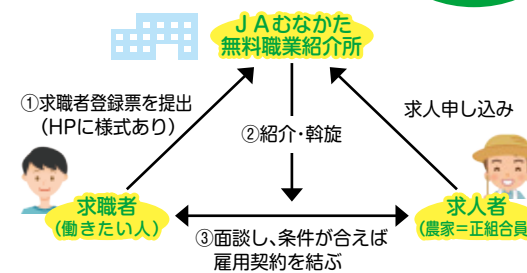 JAむなかた
無料職業紹介所
①求職者登録票を提出
(HPに様式あり)
②紹介・斡旋
求人申し込み
求職者
(働きたい人)
求人者
(農家=正組合員)
③面談し、条件が合えば
雇用契約を結ぶ